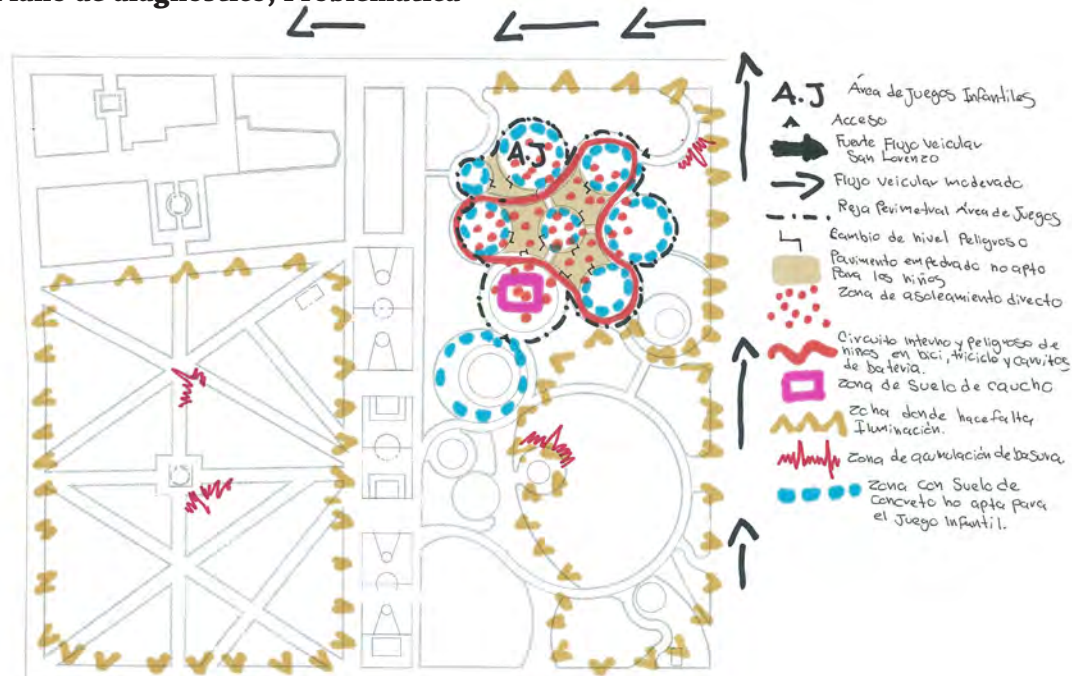 Plano de diagnóstico, Problemática
A.J
A.J Área de Juegos Infantiles
Acceso
Fuerte Flujo veicular
San Lorenzo
Flujo veicular moderado
Reja Perimetral Área de Juegos
Cambio de nivel Peligroso
Pavimento empedrado no apto
Para los niños
Zona de asoleamiento directo
Circuito interno y peligroso de
niños en bici, triciclo y carritos
de batería.
Zona de Suelo de caucho
Zona donde hace falta
Iluminación.
Zona de acumulación de basura
Zona con Suelo de
Concreto no apta para
el Juego Infantil.